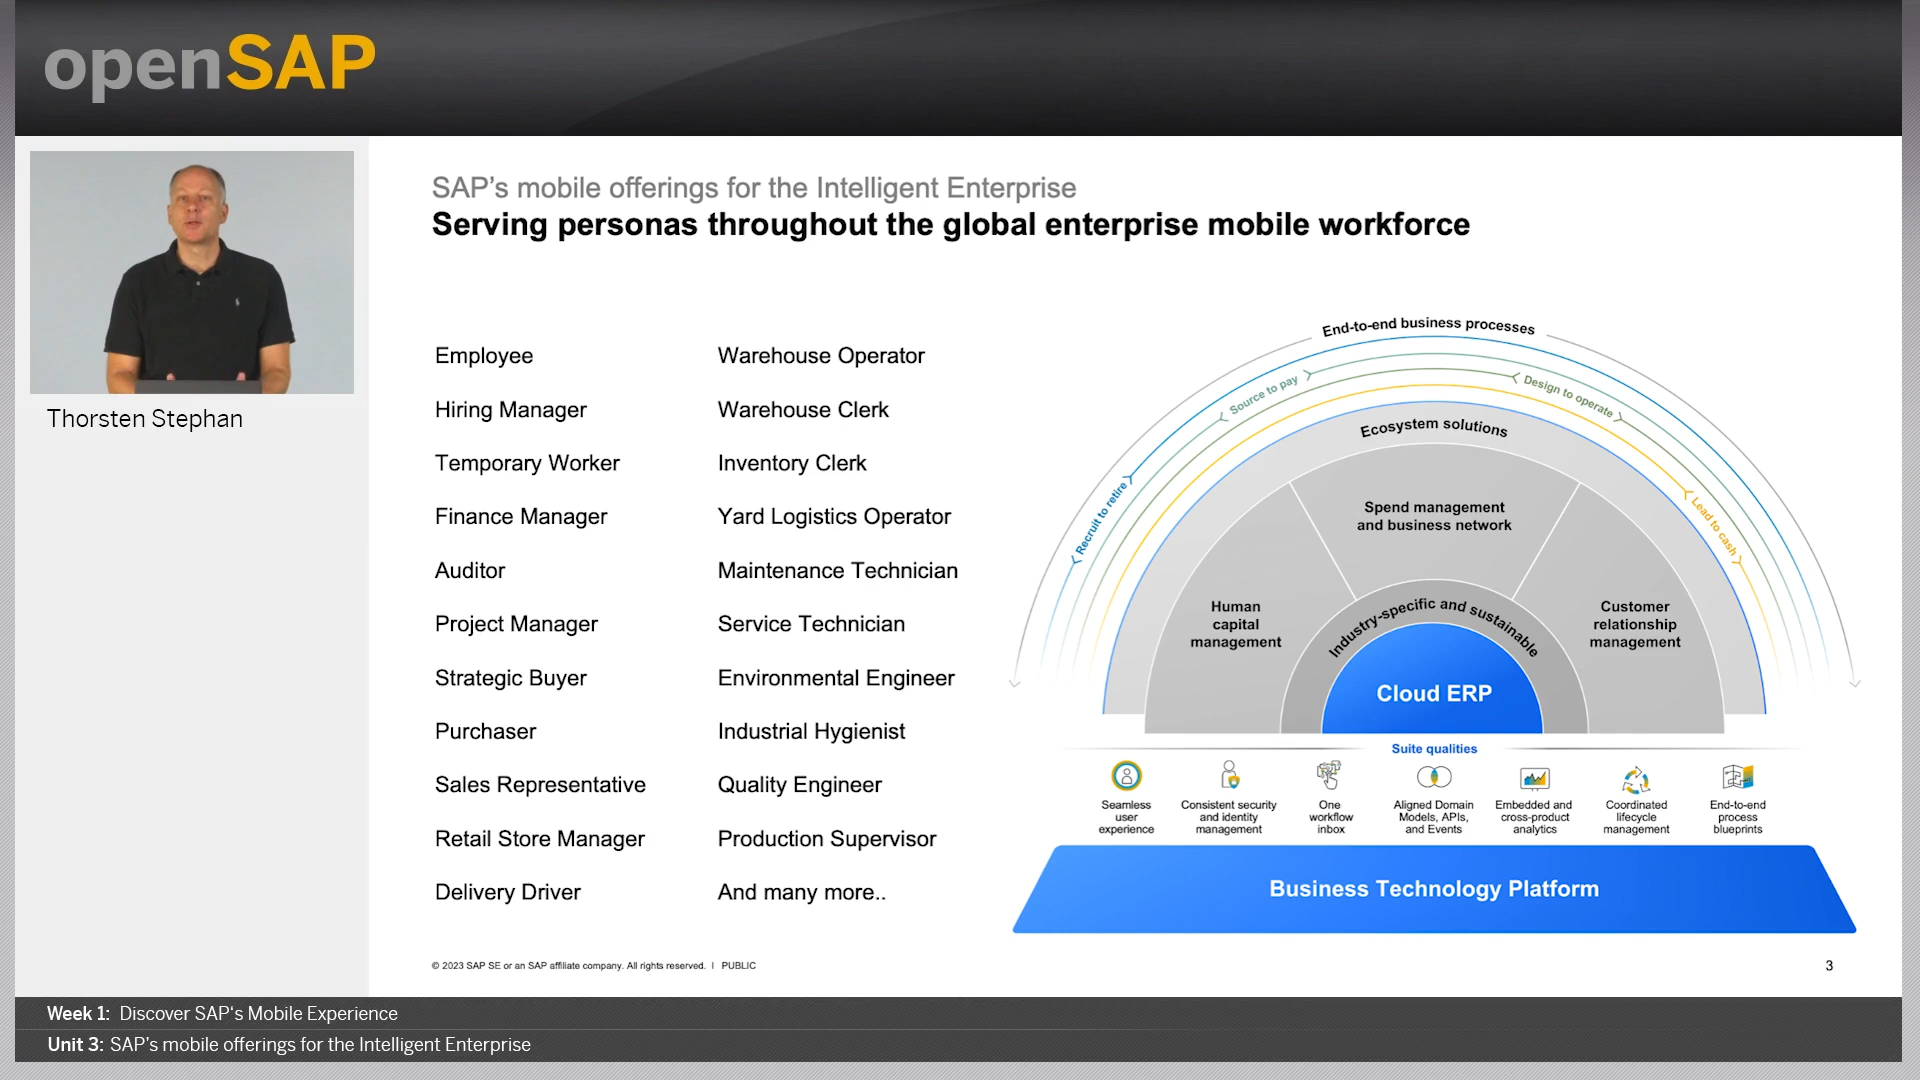 openSAP
Thorsten Stephan
SAP’s mobile offerings for the Intelligent Enterprise
Serving personas throughout the global enterprise mobile workforce
Employee
Hiring Manager
Temporary Worker
Finance Manager
Auditor
Project Manager
Strategic Buyer
Purchaser
Sales Representative
Retail Store Manager
Delivery Driver
Warehouse Operator
Warehouse Clerk
Inventory Clerk
Yard Logistics Operator
Maintenance Technician
Service Technician
Environmental Engineer
Industrial Hygienist
Quality Engineer
Production Supervisor
And many more..
End-to-end business processes
Source to pay
Design to operate
Recruit to retire
Lead to cash
Ecosystem solutions
Spend management
and business network
Human
capital
management
Customer
relationship
management
Industry-specific and sustainable
Cloud ERP
Suite qualities
Seamless
user
experience
Consistent security
and identity
management
One
workflow
inbox
Aligned Domain
Models, APIs,
and Events
Embedded and
cross-product
analytics
Coordinated
lifecycle
management
End-to-end
process
blueprints
Business Technology Platform
© 2023 SAP SE or an SAP affiliate company. All rights reserved. I PUBLIC
3
Week 1: Discover SAP‘s Mobile Experience
Unit 3: SAP’s mobile offerings for the Intelligent Enterprise